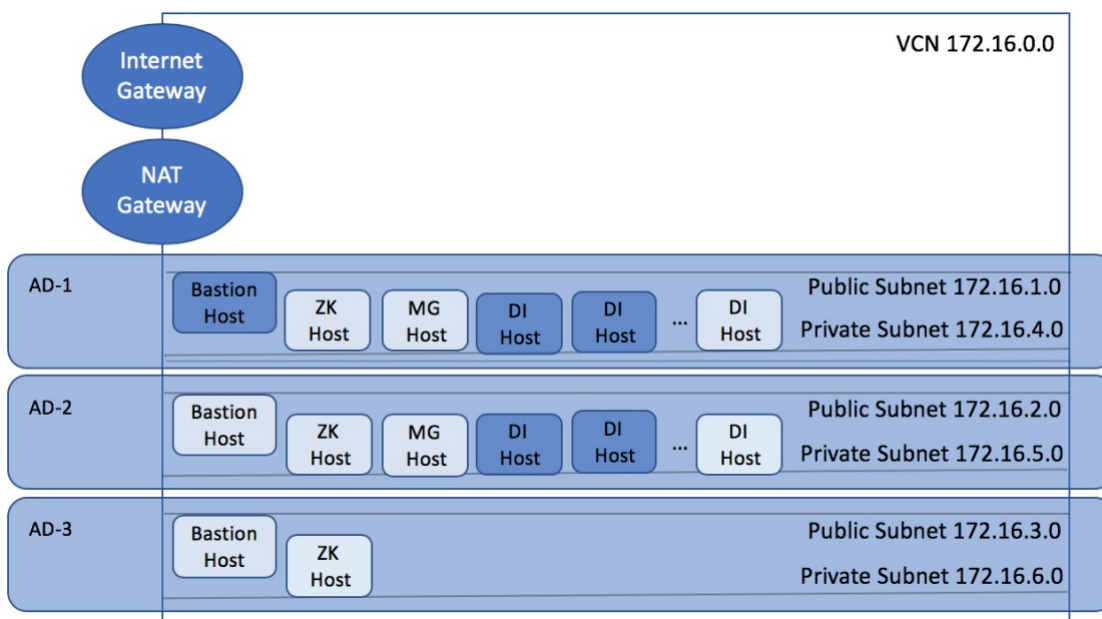 Internet
Gateway
VCN 172.16.0.0
NAT
Gateway
AD-1
Bastion
Host
ZK
Host
MG
Host
DI
Host
DI
Host
...
DI
Host
Public Subnet 172.16.1.0
Private Subnet 172.16.4.0
AD-2
Bastion
Host
ZK
Host
MG
Host
DI
Host
DI
Host
...
DI
Host
Public Subnet 172.16.2.0
Private Subnet 172.16.5.0
AD-3
Bastion
Host
ZK
Host
Public Subnet 172.16.3.0
Private Subnet 172.16.6.0